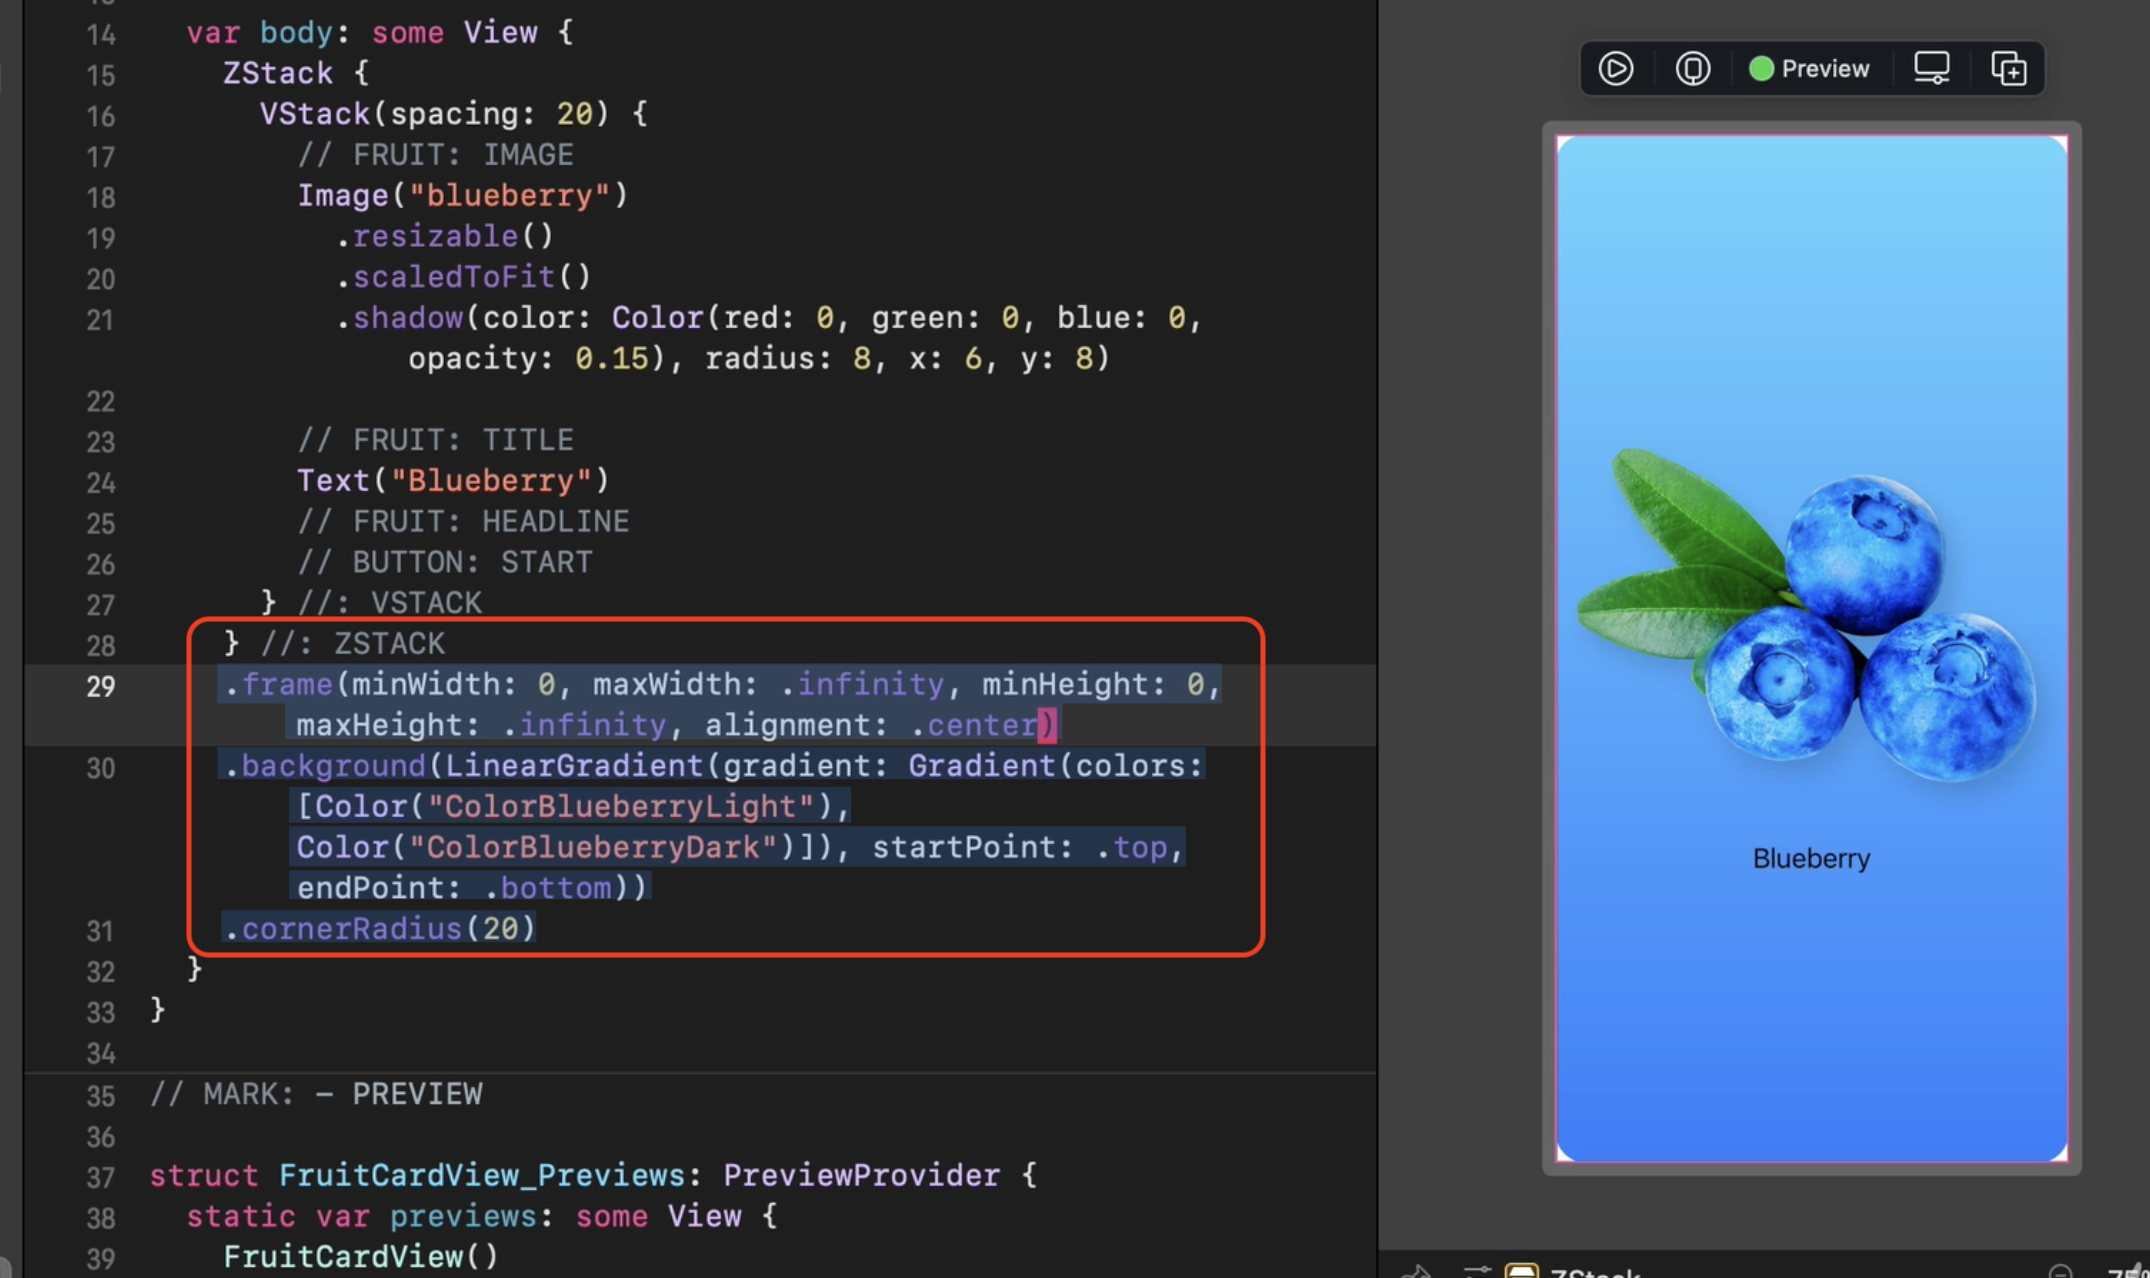 14 var body: some View {
15 ZStack {
16 VStack(spacing: 20) {
17 // FRUIT: IMAGE
18 Image("blueberry")
19 .resizable()
20 .scaledToFit()
21 .shadow(color: Color(red: 0, green: 0, blue: 0,
opacity: 0.15), radius: 8, x: 6, y: 8)
22
23 // FRUIT: TITLE
24 Text("Blueberry")
25 // FRUIT: HEADLINE
26 // BUTTON: START
27 } //: VSTACK
28 } //: ZSTACK
29 .frame(minWidth: 0, maxWidth: .infinity, minHeight: 0,
maxHeight: .infinity, alignment: .center)
30 .background(LinearGradient(gradient: Gradient(colors:
[Color("ColorBlueberryLight"),
Color("ColorBlueberryDark")]), startPoint: .top,
endPoint: .bottom))
31 .cornerRadius(20)
32 }
33 }
34
35 // MARK: - PREVIEW
36
37 struct FruitCardView_Previews: PreviewProvider {
38 static var previews: some View {
39 FruitCardView()
Preview
Blueberry
ZStack